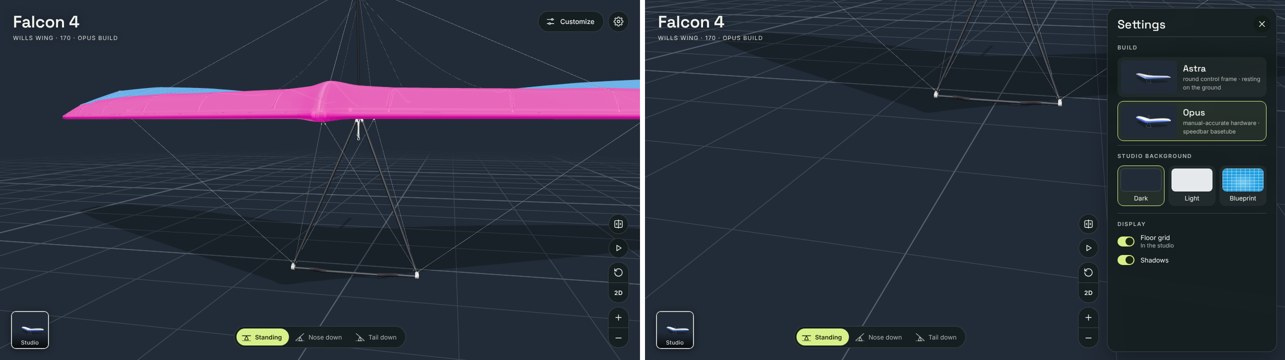 Falcon 4
WILLS WING · 170 · OPUS BUILD
Customize
2D
Studio
Standing
Nose down
Tail down
Falcon 4
WILLS WING · 170 · OPUS BUILD
2D
Studio
Standing
Nose down
Tail down
Settings
BUILD
Astra
round control frame · resting
on the ground
Opus
manual-accurate hardware ·
speedbar basetube
STUDIO BACKGROUND
Dark
Light
Blueprint
DISPLAY
Floor grid
In the studio
Shadows